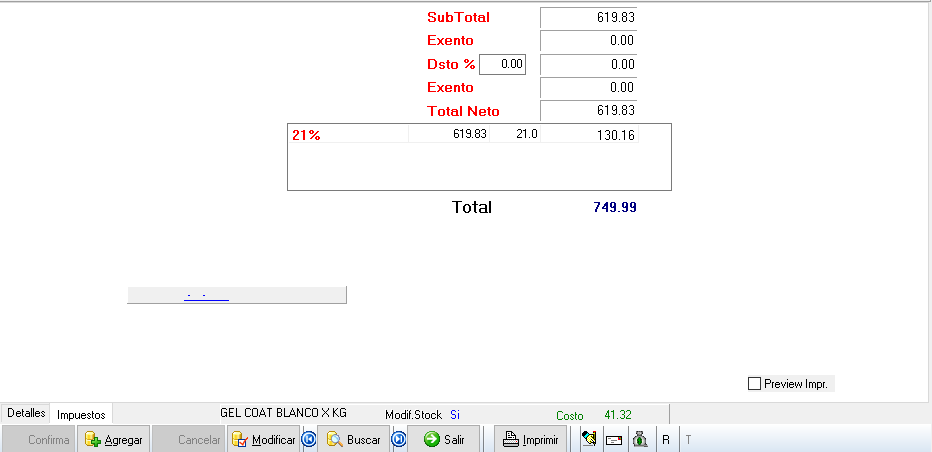 SubTotal 619.83
Exento 0.00
Dsto % 0.00 0.00
Exento 0.00
Total Neto 619.83
21% 619.83 21.0 130.16
Total 749.99
Preview Impr.
Detalles Impuestos GEL COAT BLANCO X KG Modif.Stock Si Costo 41.32
Confirma Agregar Cancelar Modificar Buscar Salir Imprimir R T